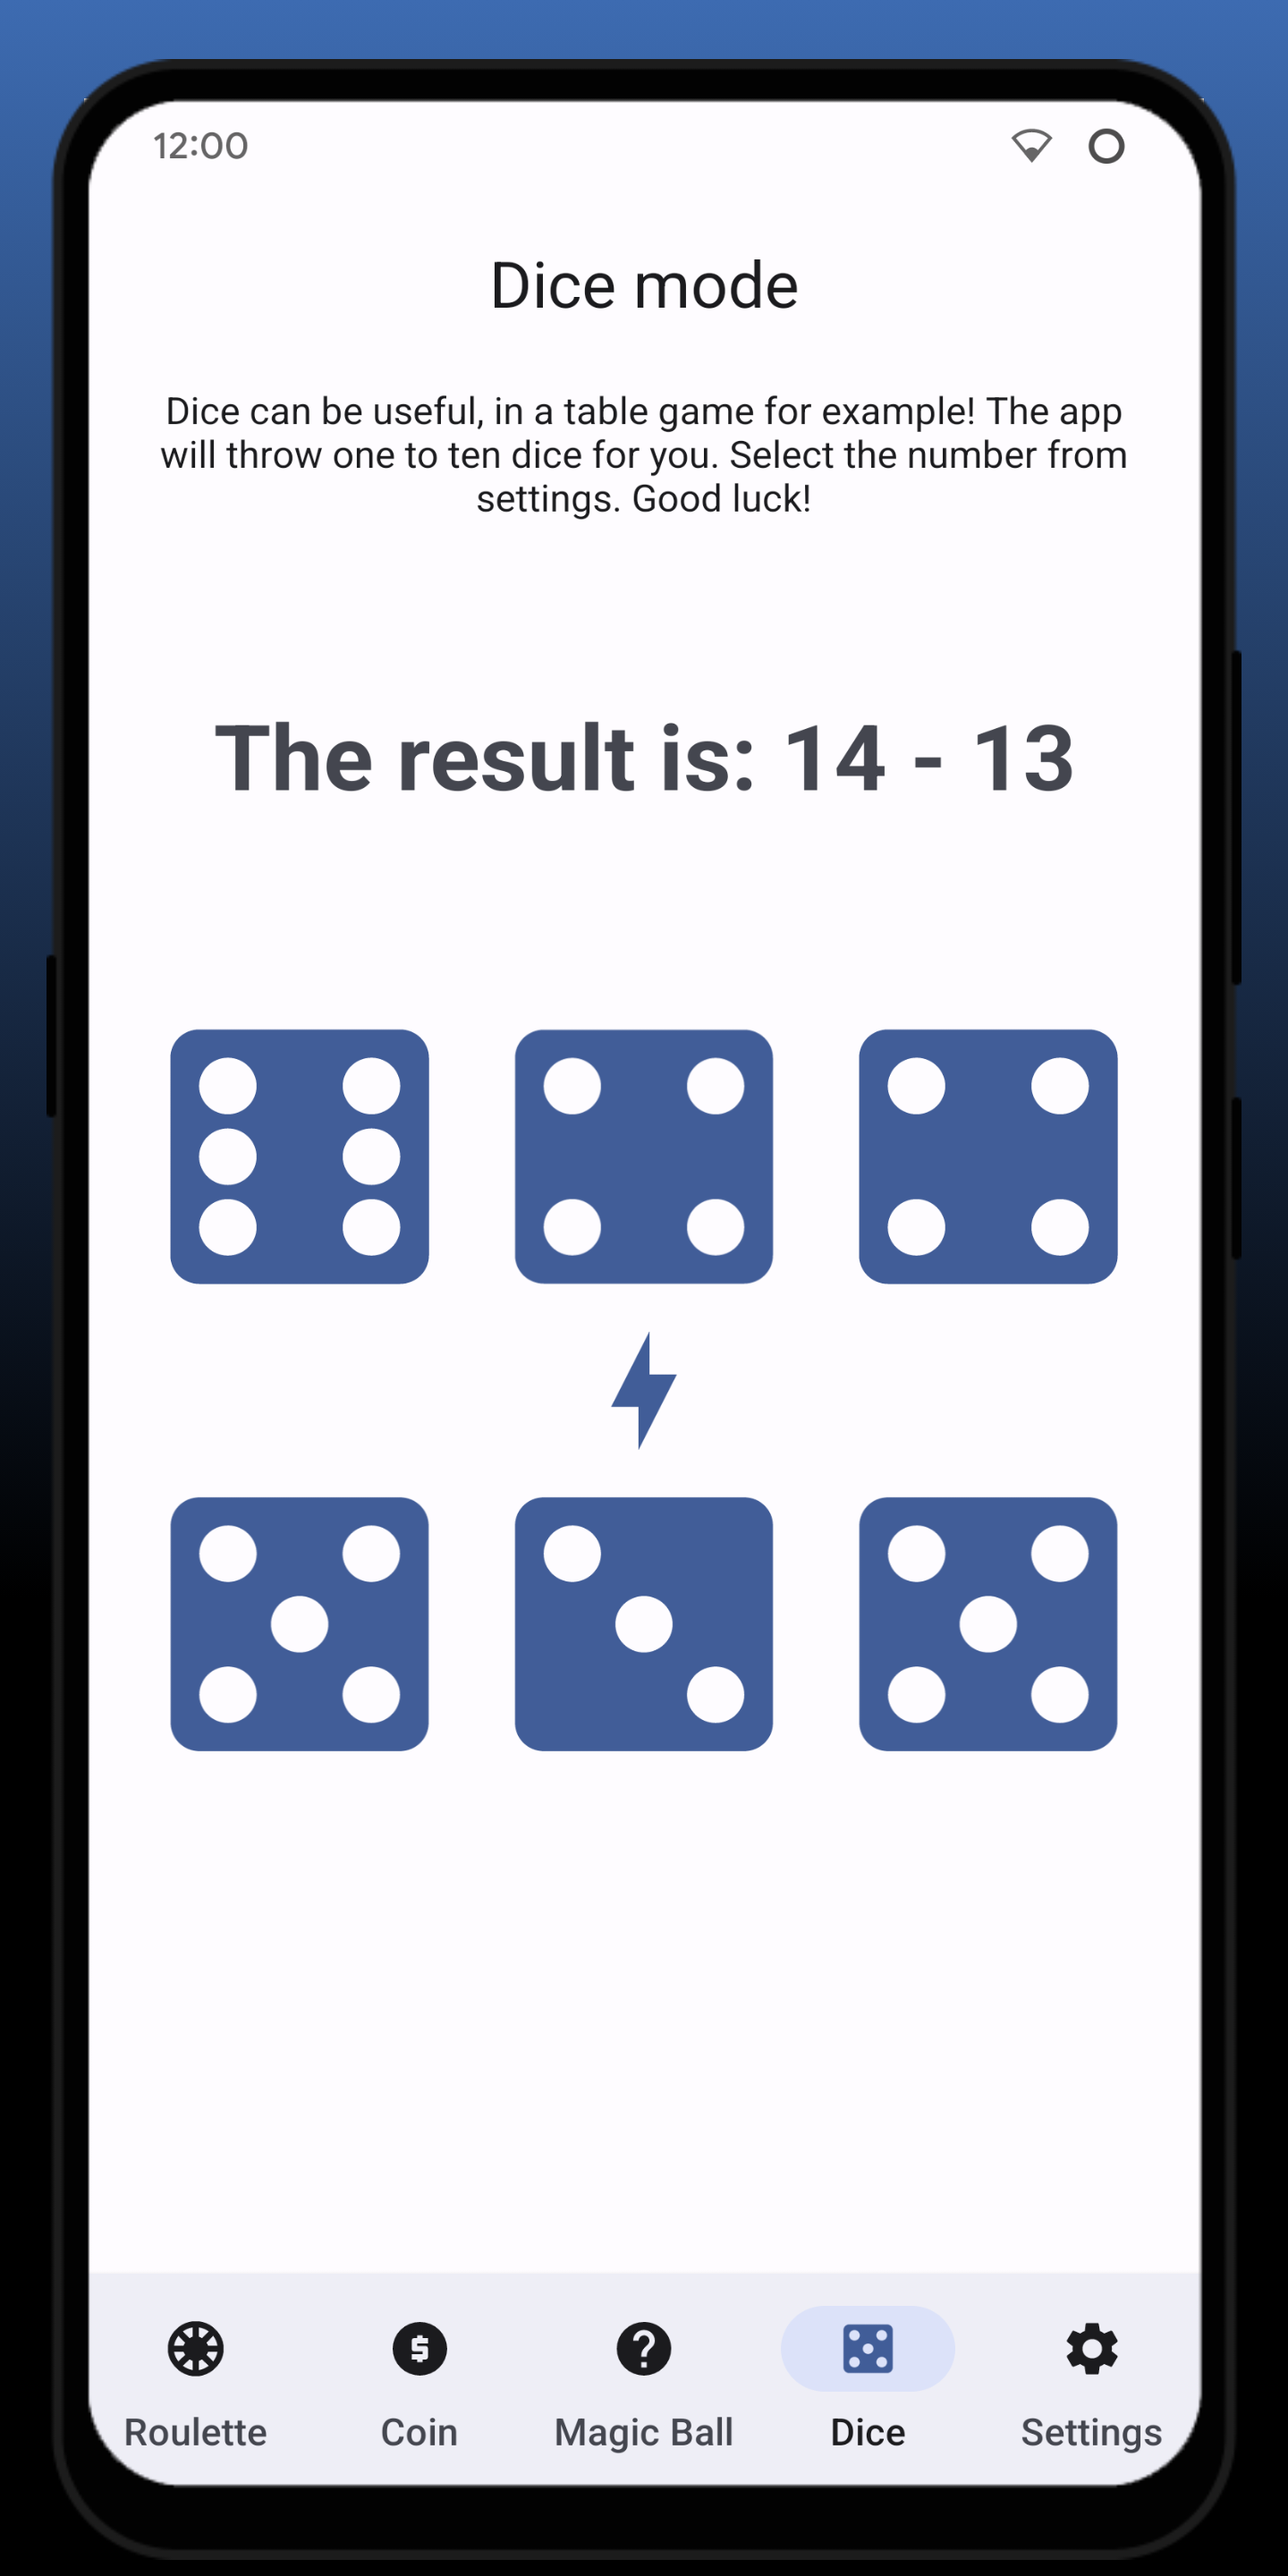 12:00
Dice mode
Dice can be useful, in a table game for example! The app
will throw one to ten dice for you. Select the number from
settings. Good luck!
The result is: 14 - 13
Roulette
Coin
Magic Ball
Dice
Settings